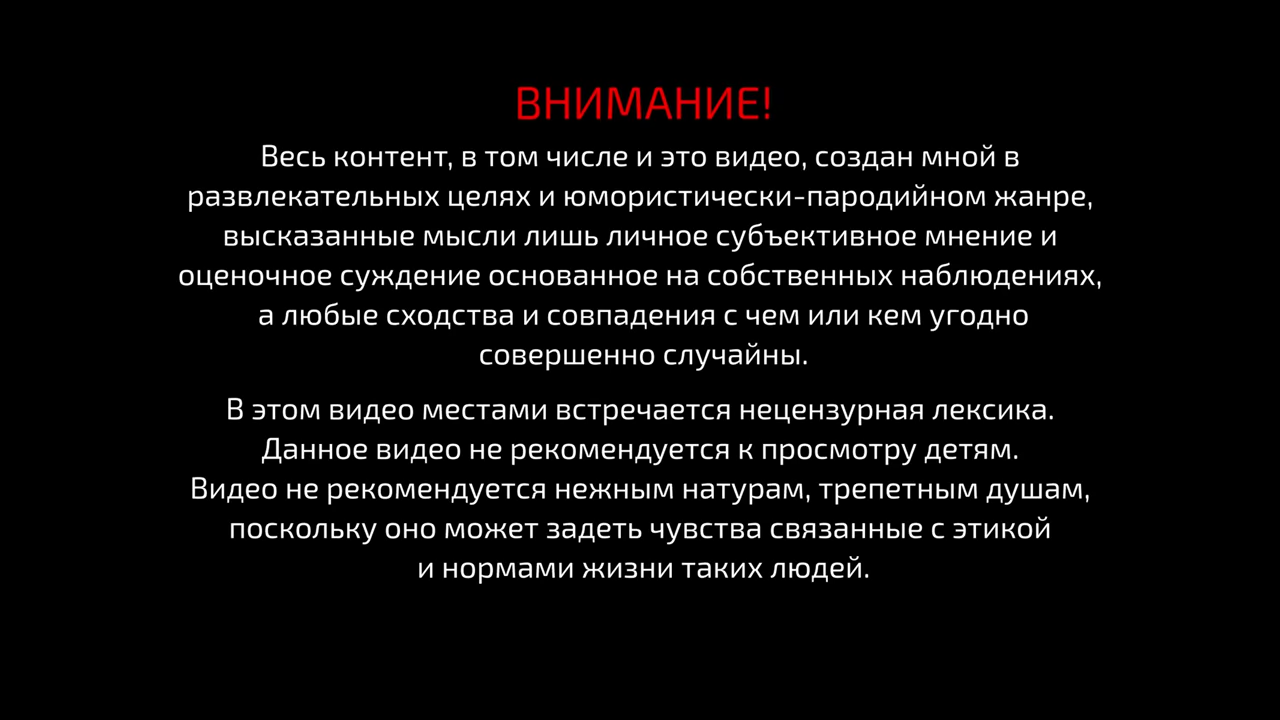 ВНИМАНИЕ!
Весь контент, в том числе и это видео, создан мной в
развлекательных целях и юмористически-пародийном жанре,
высказанные мысли лишь личное субъективное мнение и
оценочное суждение основанное на собственных наблюдениях,
а любые сходства и совпадения с чем или кем угодно
совершенно случайны.
В этом видео местами встречается нецензурная лексика.
Данное видео не рекомендуется к просмотру детям.
Видео не рекомендуется нежным натурам, трепетным душам,
поскольку оно может задеть чувства связанные с этикой
и нормами жизни таких людей.